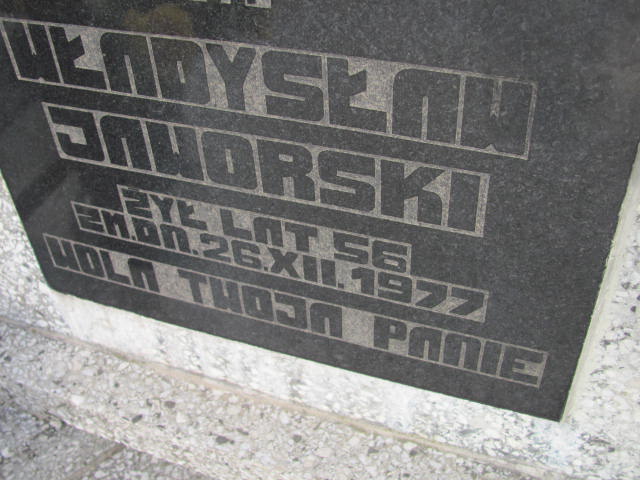 WŁADYSŁAW
JAWORSKI
ŻYŁ LAT 56
ZM.DN.26.XII.1977
WOLA TWOJA PANIE